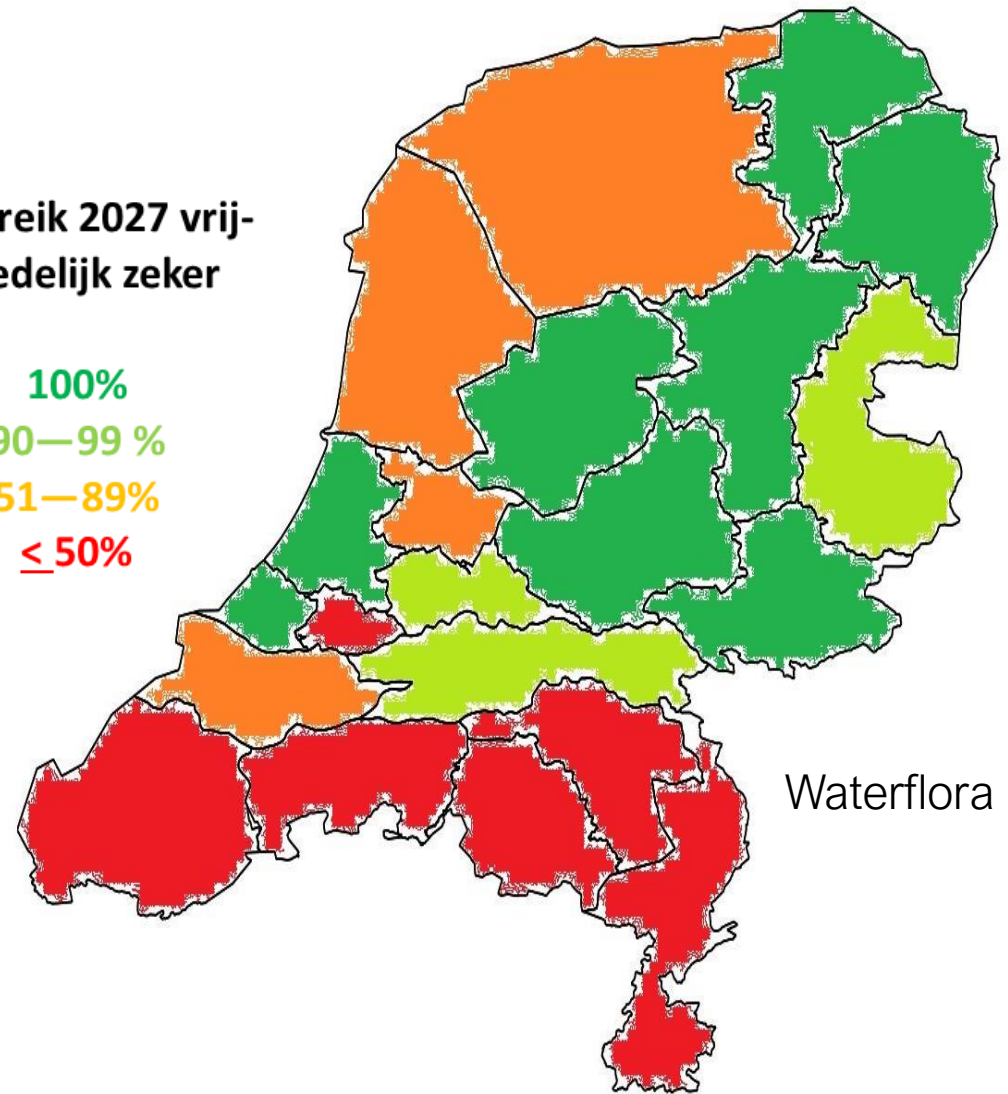 reik 2027 vrij-
edelijk zeker
100%
90—99 %
51—89%
< 50%
Waterflora